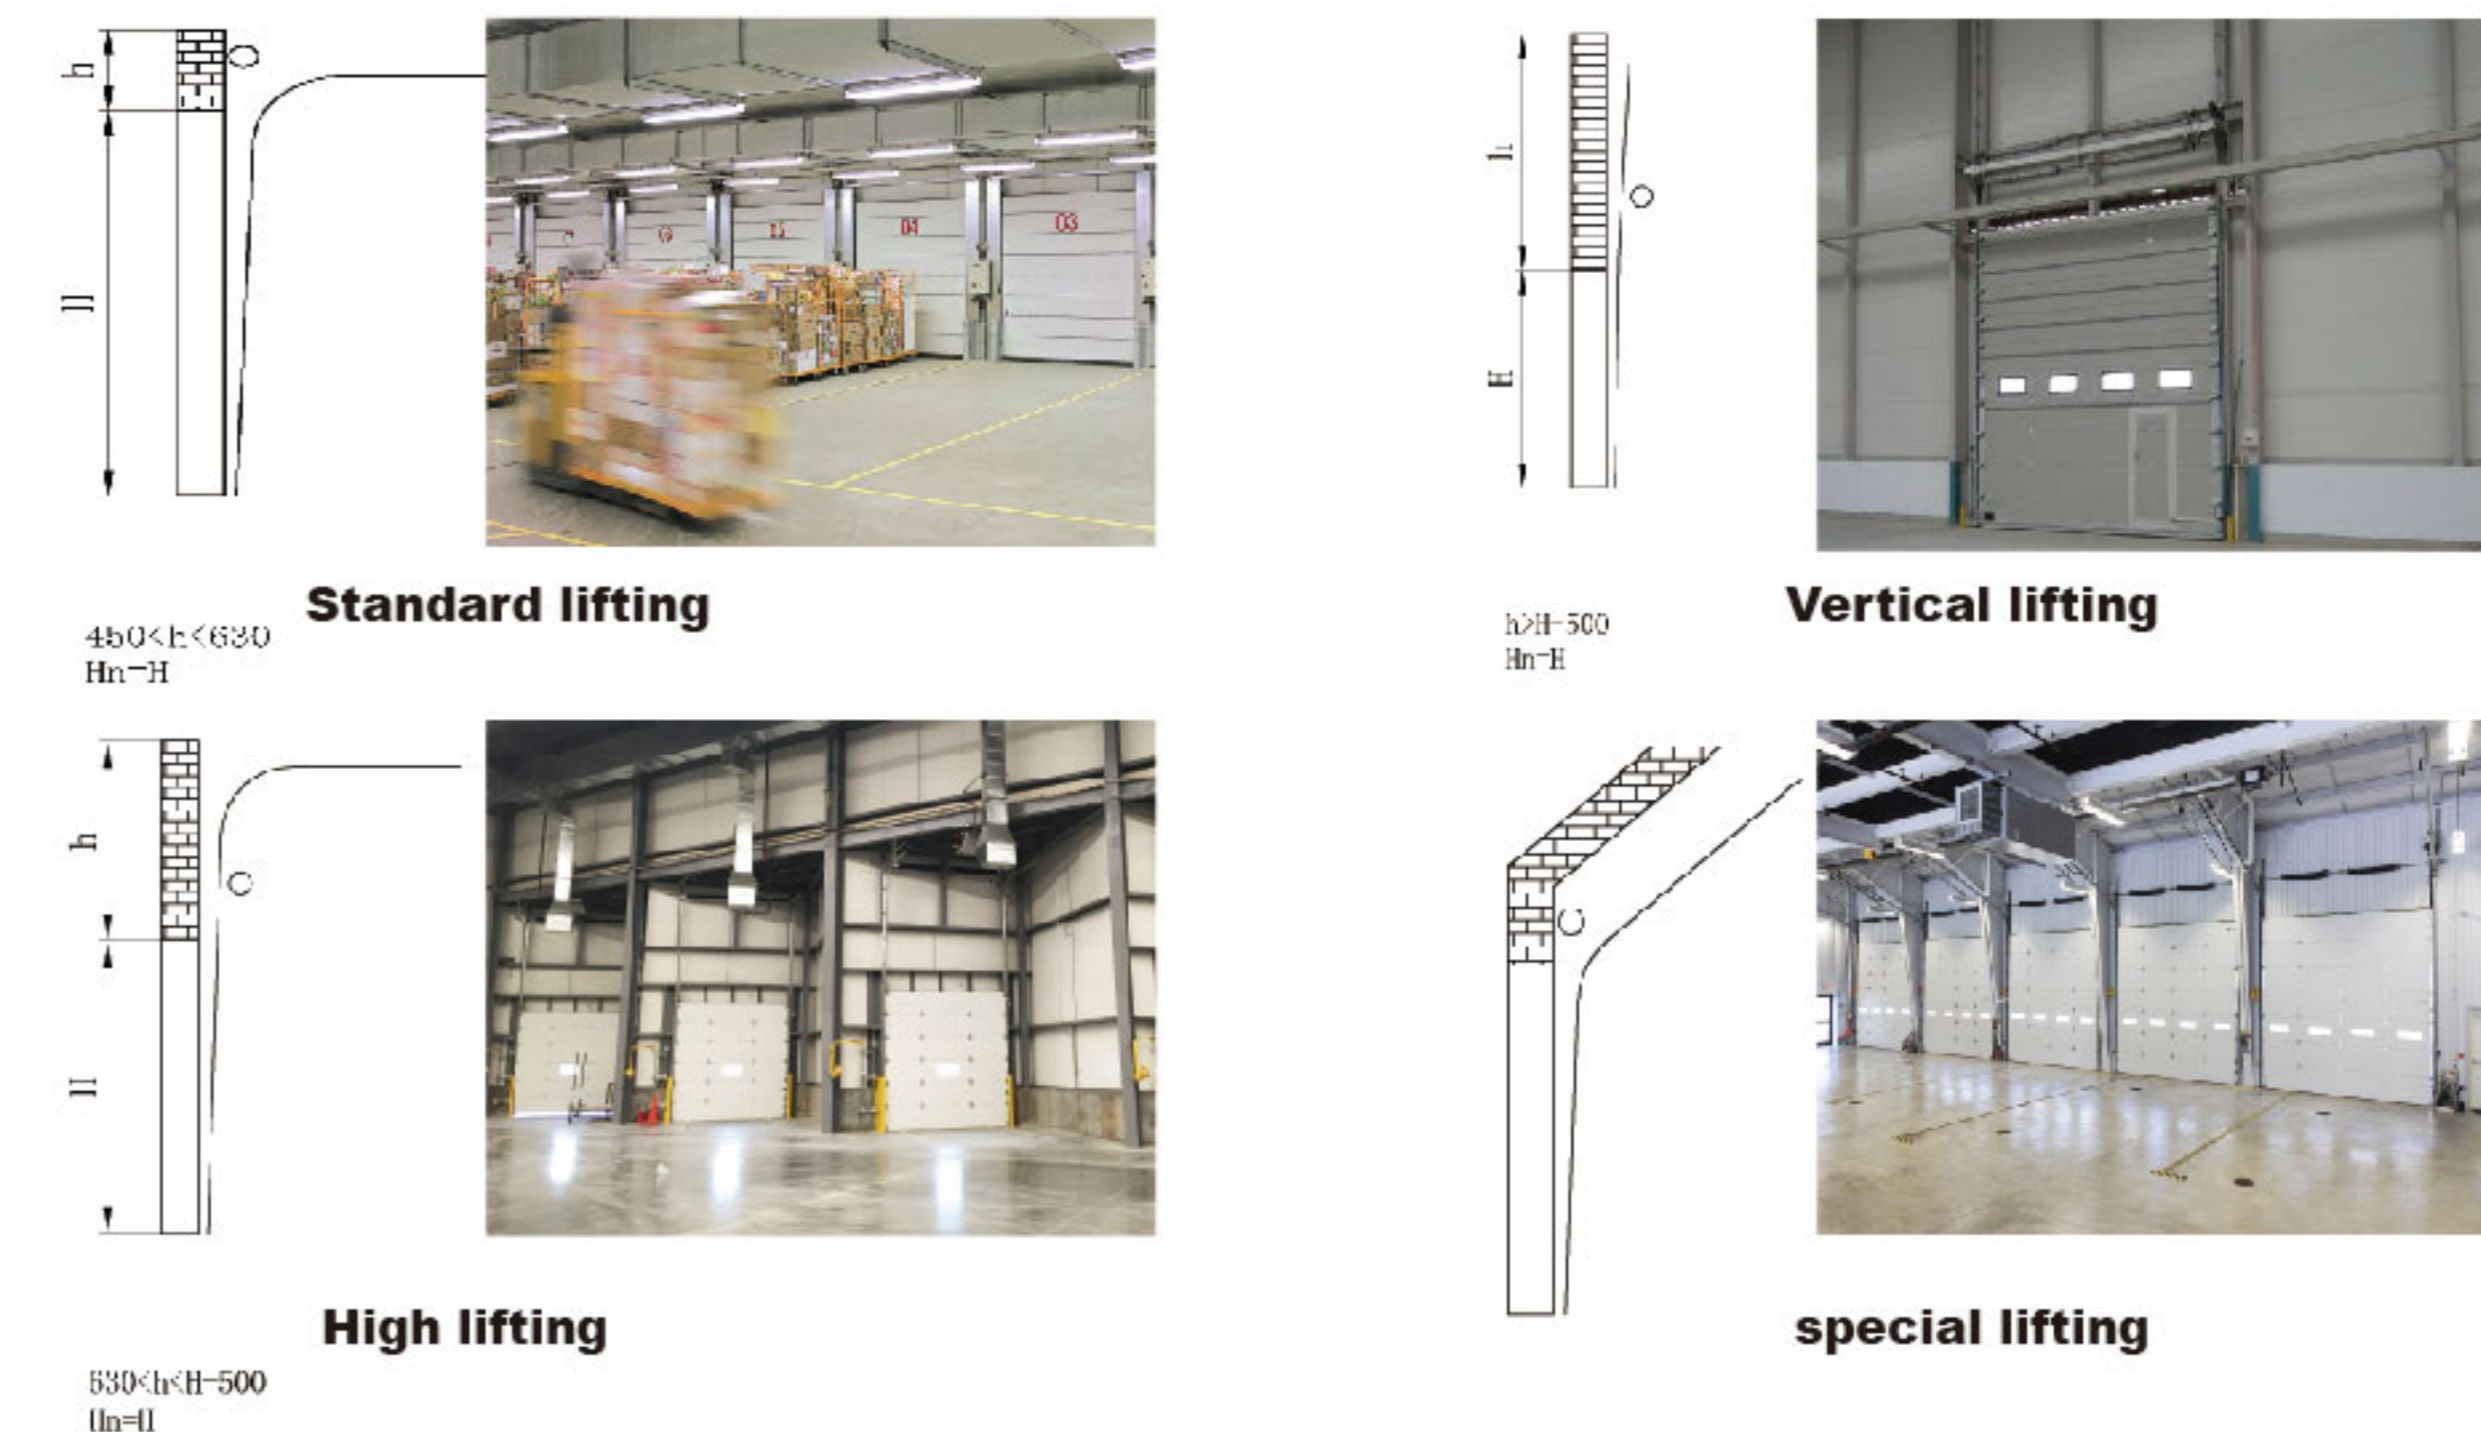 h
H
04
03
Standard lifting
450<h<630
Hn=H
h
H
Vertical lifting
h>H-500
Hn=H
h
H
High lifting
630<h<H-500
Hn=H
special lifting